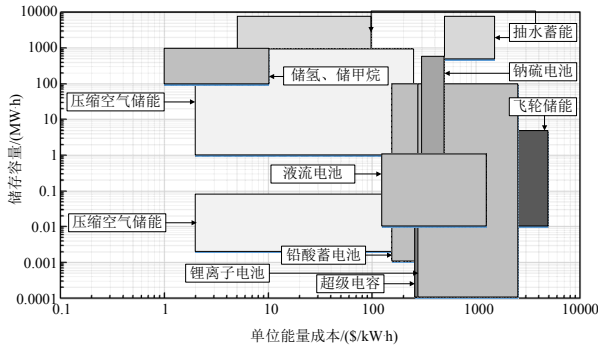 10000
1000
100
10
1
0.1
0.01
0.001
0.0001
储存容量/(MW·h)
抽水蓄能
储氢、储甲烷
钠硫电池
压缩空气储能
飞轮储能
液流电池
压缩空气储能
铅酸蓄电池
锂离子电池
超级电容
0.1
1
10
100
1000
10000
单位能量成本/($/kW·h)